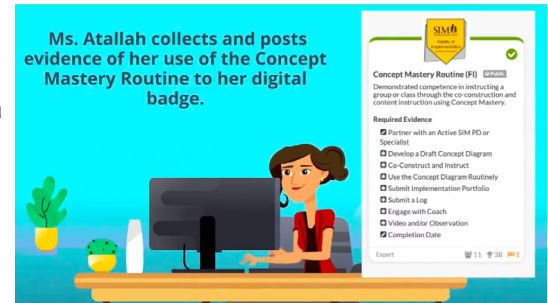 Ms. Atallah collects and posts
evidence of her use of the Concept
Mastery Routine to her digital
badge.
SIM
Fidelity of
Implementation
Concept Mastery Routine (FI) Public
Demonstrated competence in instructing a
group or class through the co-construction and
content instruction using Concept Mastery.
Required Evidence
Partner with an Active SIM PD or
Specialist
Develop a Draft Concept Diagram
Co-Construct and Instruct
Use the Concept Diagram Routinely
Submit Implementation Portfolio
Submit a Log
Engage with Coach
Video and/or Observation
Completion Date
Expert 11 38 1